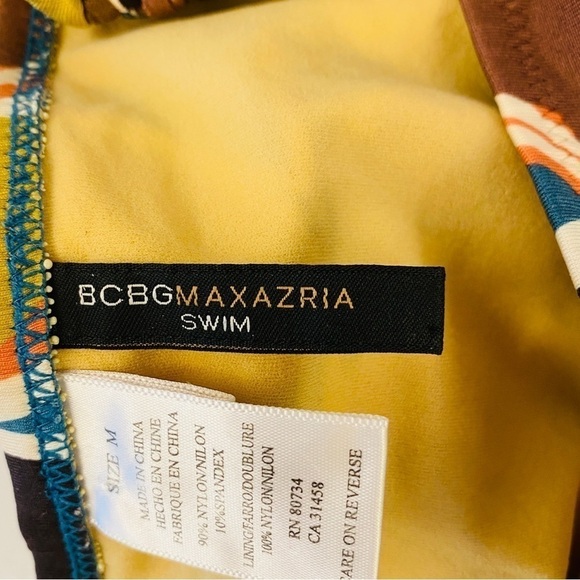 BCBGMAXAZRIA
SWIM
SIZE M
MADE IN CHINA
HECHO EN CHINE
FABRIQUE EN CHINA
90% NYLON/NILON
10%SPANDEX
LINING/FARRO/DOUBLURE
100% NYLON/NILON
RN 80734
CA 31458
CARE ON REVERSE